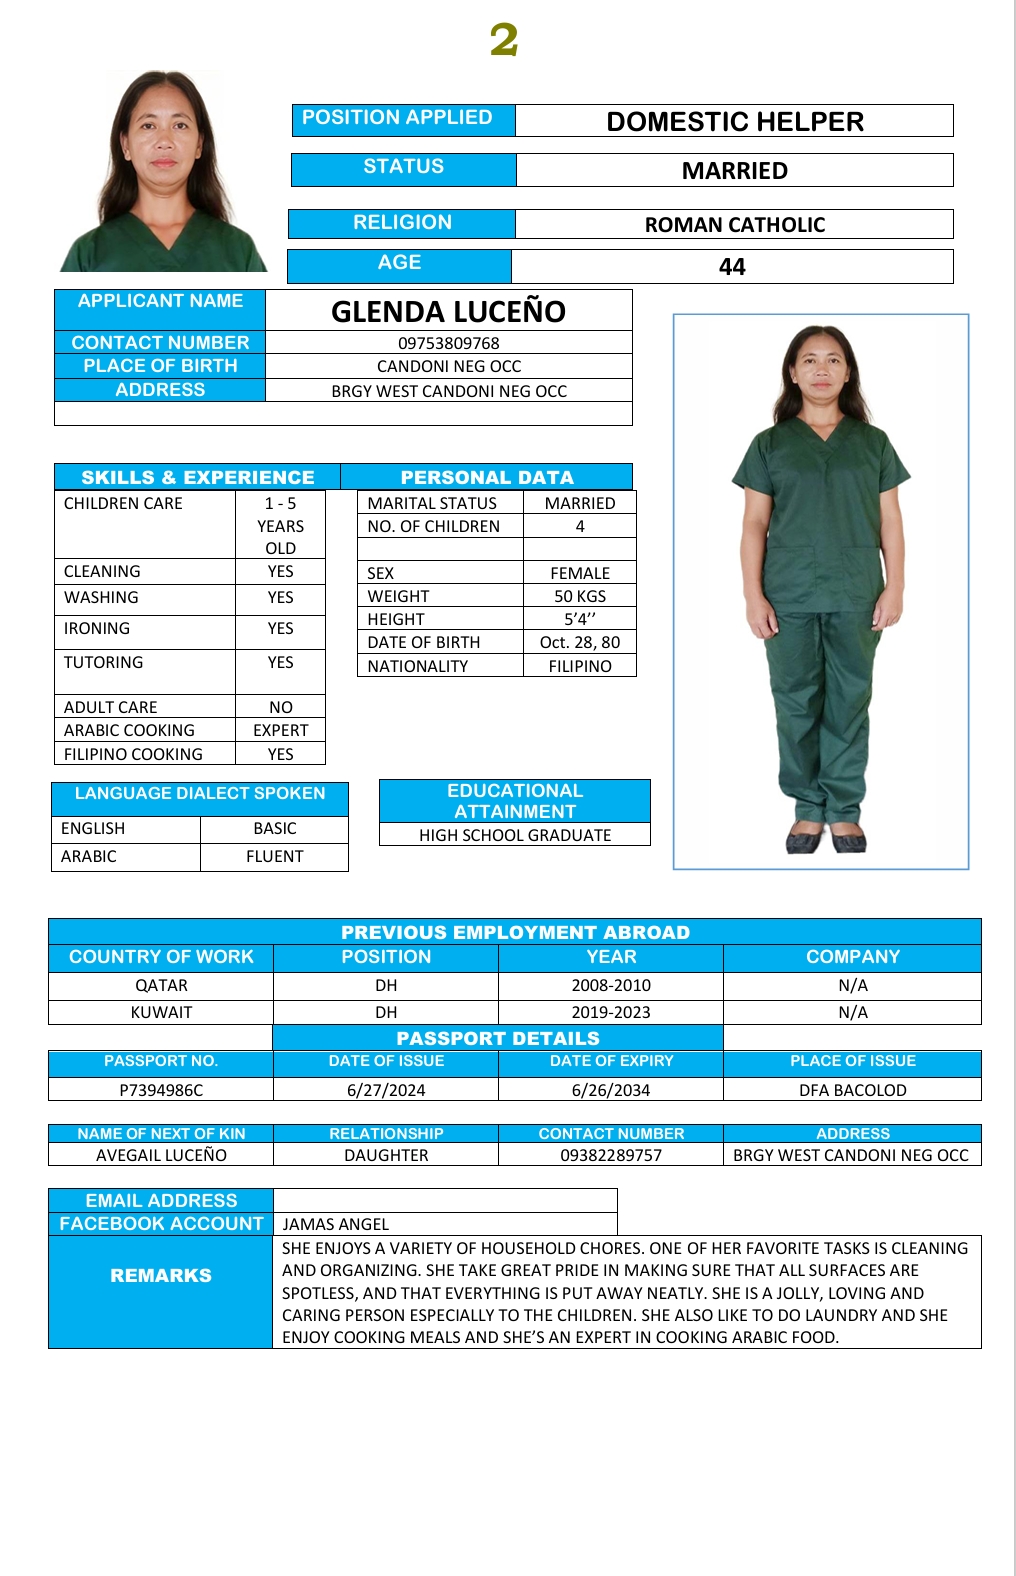 2
POSITION APPLIED DOMESTIC HELPER
STATUS MARRIED
RELIGION ROMAN CATHOLIC
AGE 44
APPLICANT NAME GLENDA LUCEÑO
CONTACT NUMBER 09753809768
PLACE OF BIRTH CANDONI NEG OCC
ADDRESS BRGY WEST CANDONI NEG OCC
SKILLS & EXPERIENCE PERSONAL DATA
CHILDREN CARE 1 - 5
YEARS
OLD
CLEANING YES
WASHING YES
IRONING YES
TUTORING YES
ADULT CARE NO
ARABIC COOKING EXPERT
FILIPINO COOKING YES
MARITAL STATUS MARRIED
NO. OF CHILDREN 4
SEX FEMALE
WEIGHT 50 KGS
HEIGHT 5’4’’
DATE OF BIRTH Oct. 28, 80
NATIONALITY FILIPINO
LANGUAGE DIALECT SPOKEN
ENGLISH BASIC
ARABIC FLUENT
EDUCATIONAL
ATTAINMENT
HIGH SCHOOL GRADUATE
PREVIOUS EMPLOYMENT ABROAD
COUNTRY OF WORK POSITION YEAR COMPANY
QATAR DH 2008-2010 N/A
KUWAIT DH 2019-2023 N/A
PASSPORT DETAILS
PASSPORT NO. DATE OF ISSUE DATE OF EXPIRY PLACE OF ISSUE
P7394986C 6/27/2024 6/26/2034 DFA BACOLOD
NAME OF NEXT OF KIN RELATIONSHIP CONTACT NUMBER ADDRESS
AVEGAIL LUCEÑO DAUGHTER 09382289757 BRGY WEST CANDONI NEG OCC
EMAIL ADDRESS
FACEBOOK ACCOUNT JAMAS ANGEL
REMARKS
SHE ENJOYS A VARIETY OF HOUSEHOLD CHORES. ONE OF HER FAVORITE TASKS IS CLEANING
AND ORGANIZING. SHE TAKE GREAT PRIDE IN MAKING SURE THAT ALL SURFACES ARE
SPOTLESS, AND THAT EVERYTHING IS PUT AWAY NEATLY. SHE IS A JOLLY, LOVING AND
CARING PERSON ESPECIALLY TO THE CHILDREN. SHE ALSO LIKE TO DO LAUNDRY AND SHE
ENJOY COOKING MEALS AND SHE’S AN EXPERT IN COOKING ARABIC FOOD.